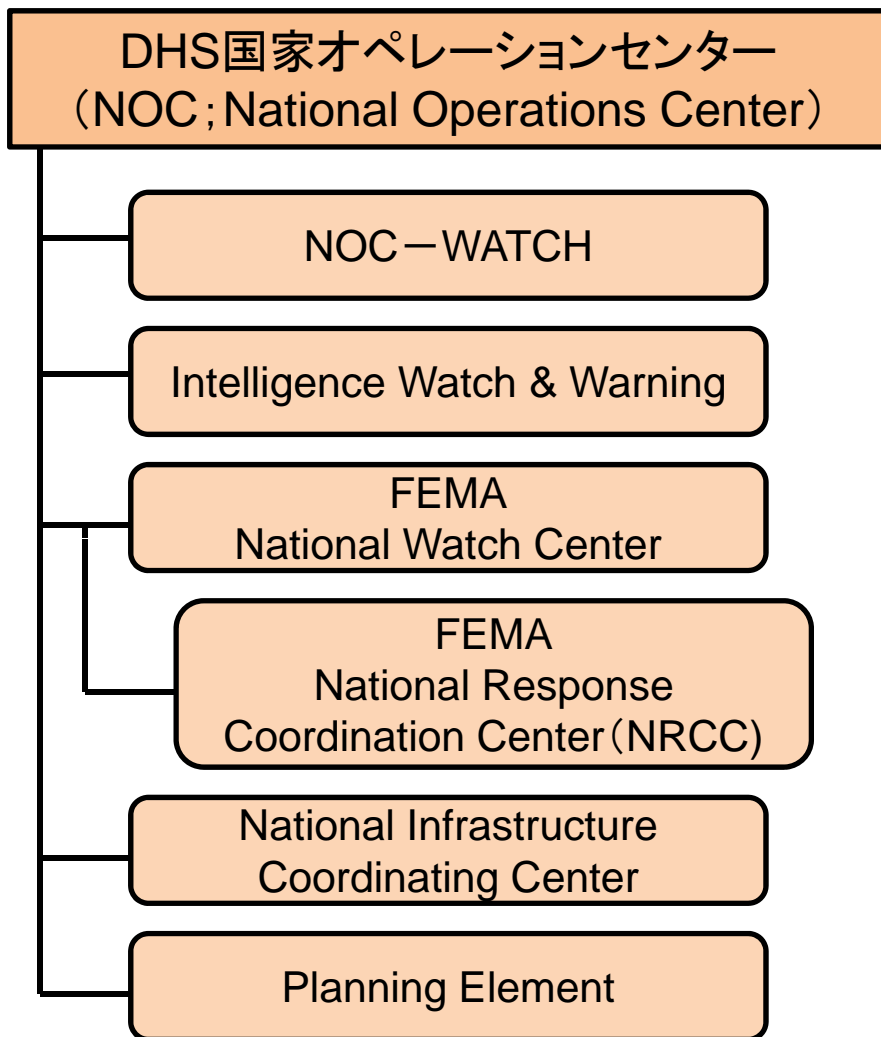 DHS国家オペレーションセンター
（NOC；National Operations Center）
NOC－WATCH
Intelligence Watch & Warning
FEMA
National Watch Center
FEMA
National Response
Coordination Center（NRCC)
National Infrastructure
Coordinating Center
Planning Element